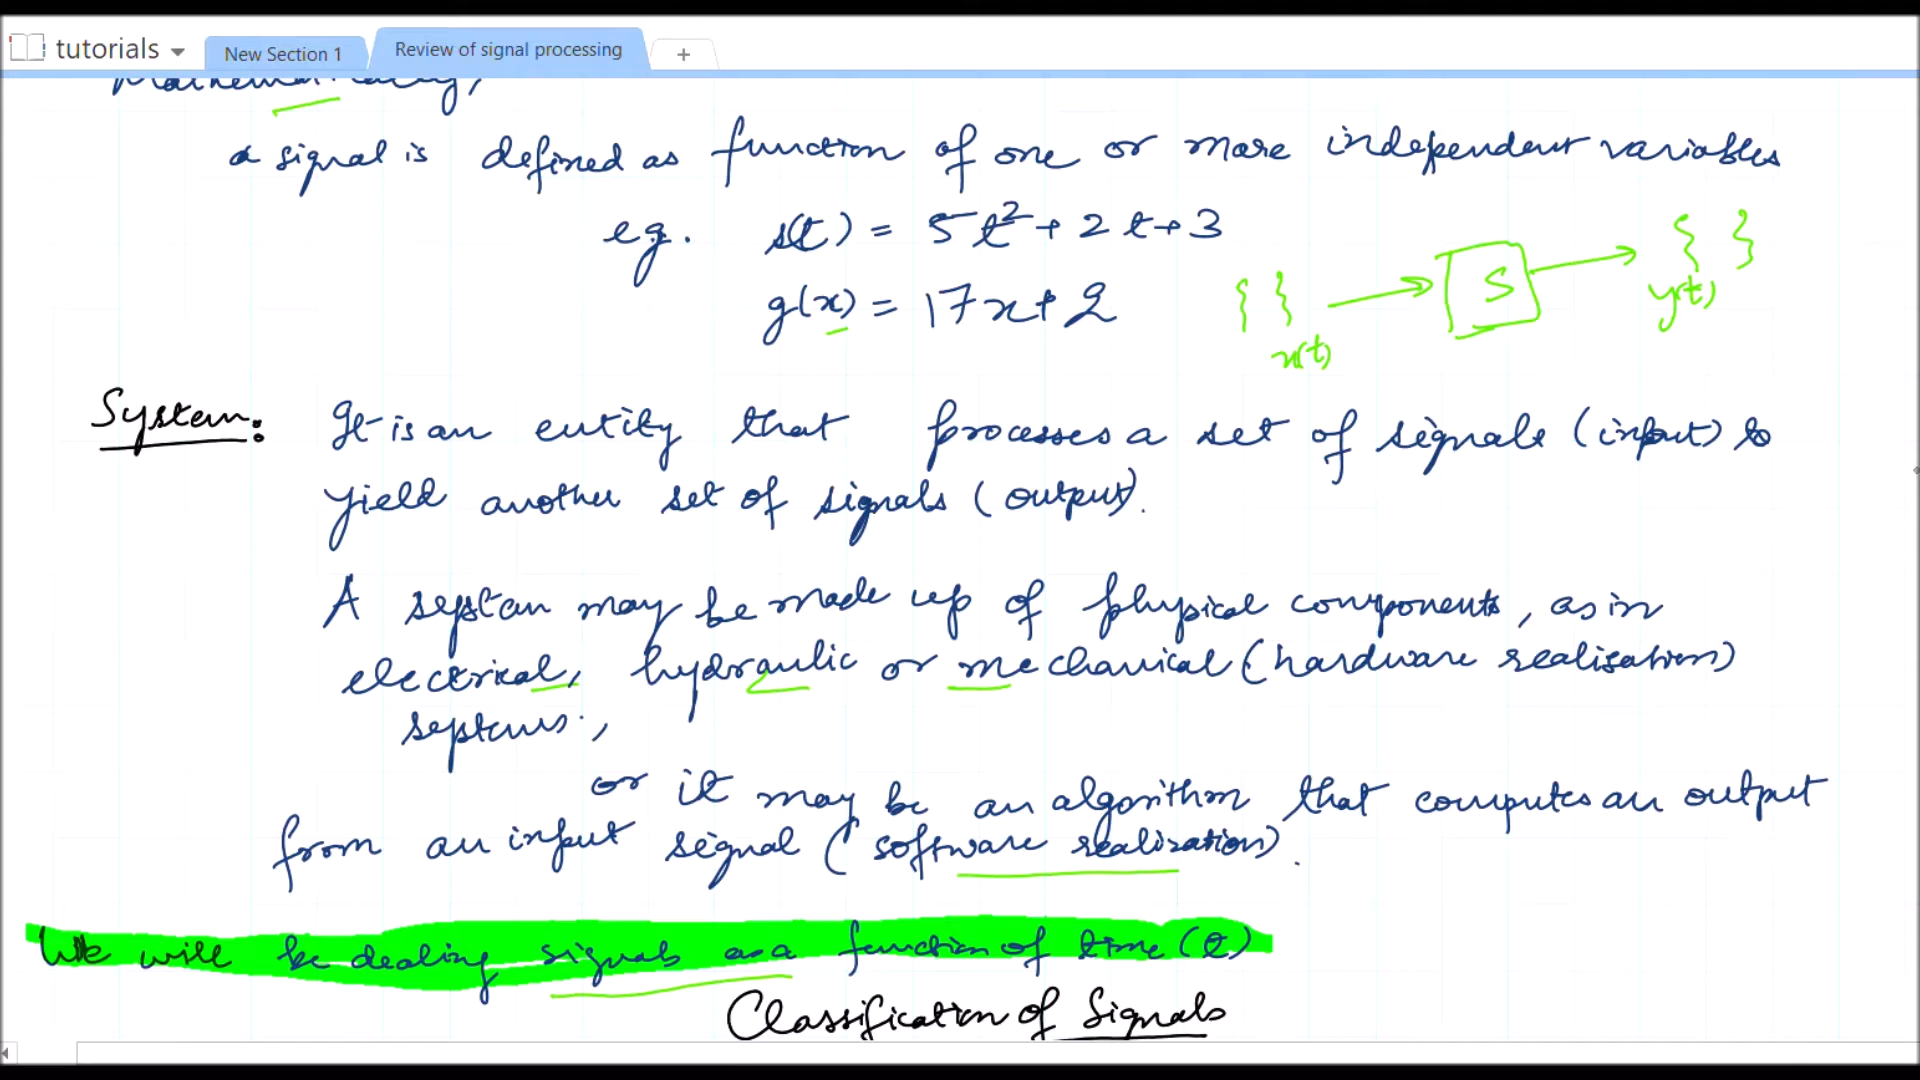 tutorials
New Section 1
Review of signal processing
+
Mathematically,
a signal is defined as function of one or more independent variables
eg. s(t) = 5t² + 2t + 3
g(x) = 17x + 2
{ } → S → { }
x(t) y(t)
System: It is an entity that processes a set of signals (input) to
yield another set of signals (output).
A system may be made up of physical components, as in
electrical, hydraulic or mechanical (hardware realisation)
systems,
or it may be an algorithm that computes an output
from an input signal (software realization).
We will be dealing signals as a function of time (t)
Classification of Signals